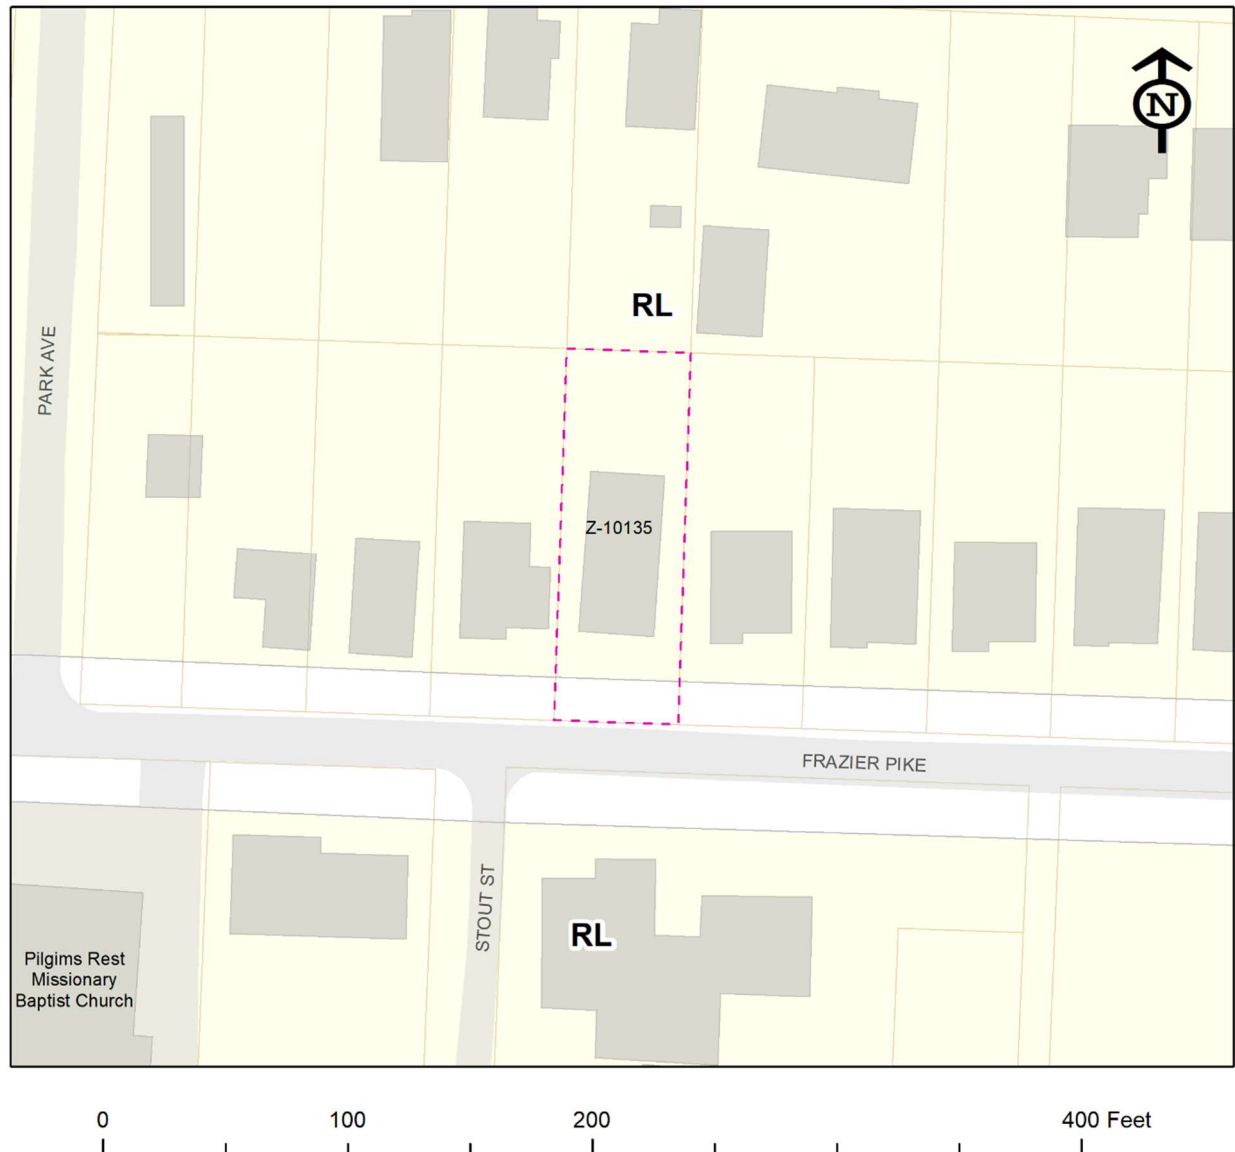 N
RL
PARK AVE
Z-10135
FRAZIER PIKE
STOUT ST
RL
Pilgims Rest
Missionary
Baptist Church
0 100 200 400 Feet